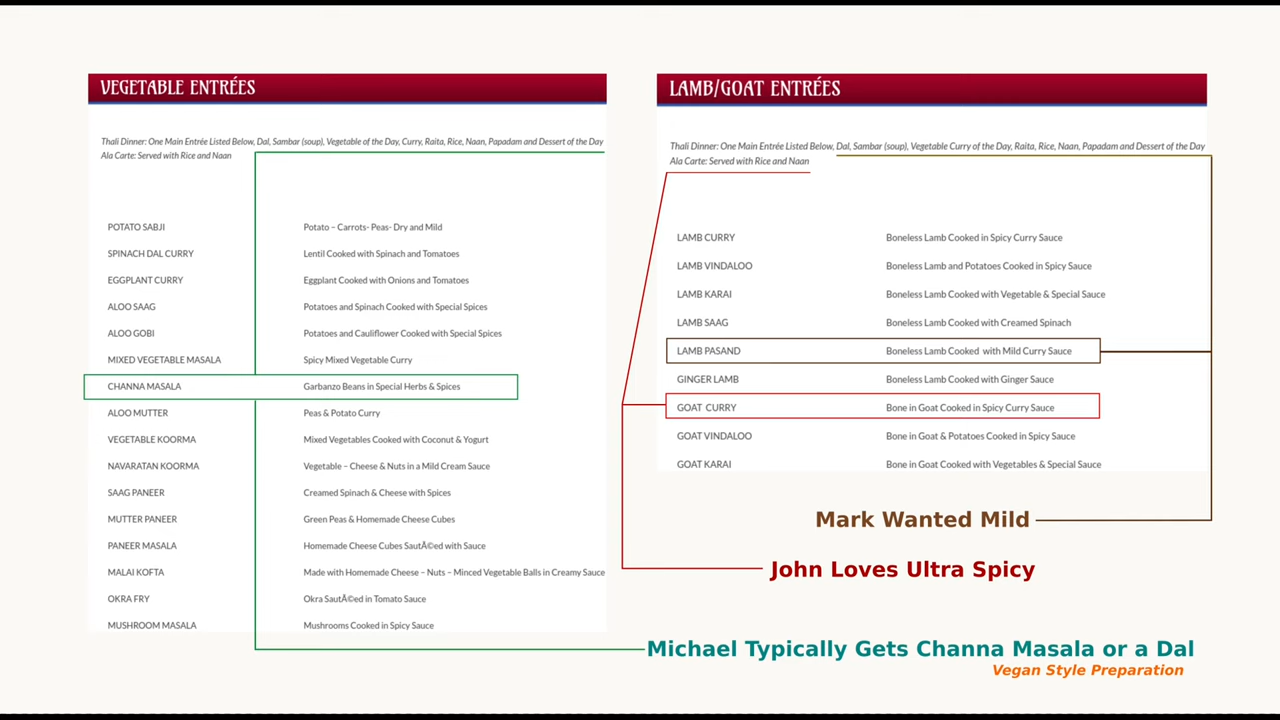 VEGETABLE ENTRÉES
Thali Dinner: One Main Entrée Listed Below, Dal, Sambar (soup), Vegetable of the Day, Curry, Raita, Rice, Naan, Papadam and Dessert of the Day
Ala Carte: Served with Rice and Naan
POTATO SABJI Potato – Carrots- Peas- Dry and Mild
SPINACH DAL CURRY Lentil Cooked with Spinach and Tomatoes
EGGPLANT CURRY Eggplant Cooked with Onions and Tomatoes
ALOO SAAG Potatoes and Spinach Cooked with Special Spices
ALOO GOBI Potatoes and Cauliflower Cooked with Special Spices
MIXED VEGETABLE MASALA Spicy Mixed Vegetable Curry
CHANNA MASALA Garbanzo Beans in Special Herbs & Spices
ALOO MUTTER Peas & Potato Curry
VEGETABLE KOORMA Mixed Vegetables Cooked with Coconut & Yogurt
NAVARATAN KOORMA Vegetable – Cheese & Nuts in a Mild Cream Sauce
SAAG PANEER Creamed Spinach & Cheese with Spices
MUTTER PANEER Green Peas & Homemade Cheese Cubes
PANEER MASALA Homemade Cheese Cubes SautÃ©ed with Sauce
MALAI KOFTA Made with Homemade Cheese – Nuts – Minced Vegetable Balls in Creamy Sauce
OKRA FRY Okra SautÃ©ed in Tomato Sauce
MUSHROOM MASALA Mushrooms Cooked in Spicy Sauce
LAMB/GOAT ENTRÉES
Thali Dinner: One Main Entrée Listed Below, Dal, Sambar (soup), Vegetable Curry of the Day, Raita, Rice, Naan, Papadam and Dessert of the Day
Ala Carte: Served with Rice and Naan
LAMB CURRY Boneless Lamb Cooked in Spicy Curry Sauce
LAMB VINDALOO Boneless Lamb and Potatoes Cooked in Spicy Sauce
LAMB KARAI Boneless Lamb Cooked with Vegetable & Special Sauce
LAMB SAAG Boneless Lamb Cooked with Creamed Spinach
LAMB PASAND Boneless Lamb Cooked with Mild Curry Sauce
GINGER LAMB Boneless Lamb Cooked with Ginger Sauce
GOAT CURRY Bone in Goat Cooked in Spicy Curry Sauce
GOAT VINDALOO Bone in Goat & Potatoes Cooked in Spicy Sauce
GOAT KARAI Bone in Goat Cooked with Vegetables & Special Sauce
Mark Wanted Mild
John Loves Ultra Spicy
Michael Typically Gets Channa Masala or a Dal
Vegan Style Preparation